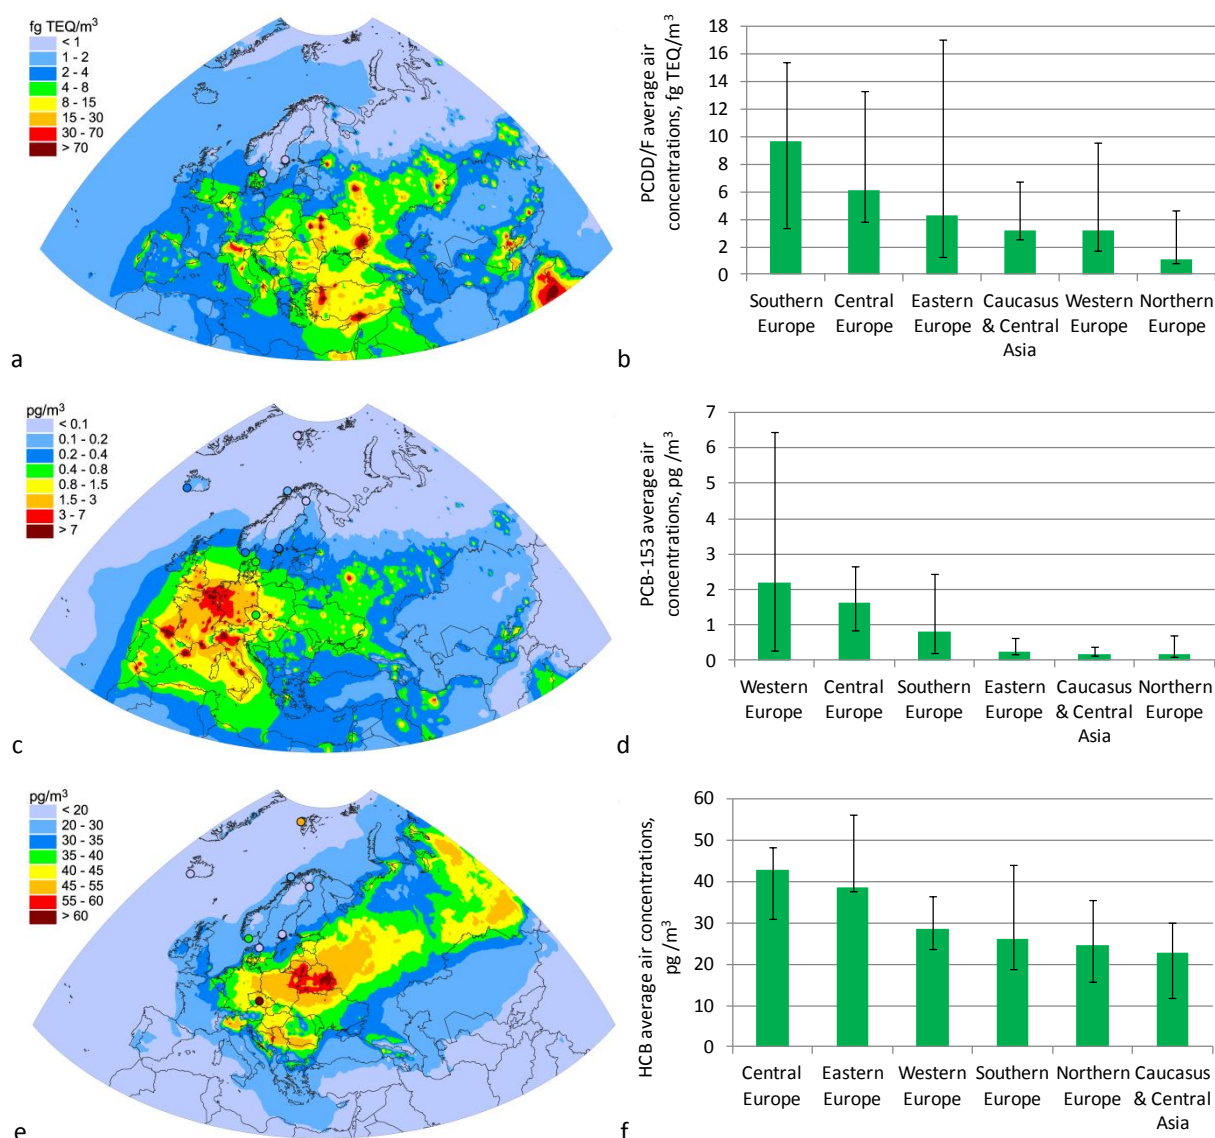 fg TEQ/m³
< 1
1 - 2
2 - 4
4 - 8
8 - 15
15 - 30
30 - 70
> 70
a
PCDD/F average air
concentrations, fg TEQ/m³
18
16
14
12
10
8
6
4
2
0
Southern Central Eastern Caucasus Western Northern
Europe Europe Europe & Central Europe Europe
Asia
b
pg/m³
< 0.1
0.1 - 0.2
0.2 - 0.4
0.4 - 0.8
0.8 - 1.5
1.5 - 3
3 - 7
> 7
c
PCB-153 average air
concentrations, pg /m³
7
6
5
4
3
2
1
0
Western Central Southern Eastern Caucasus Northern
Europe Europe Europe Europe & Central Europe
Asia
d
pg/m³
< 20
20 - 30
30 - 35
35 - 40
40 - 45
45 - 55
55 - 60
> 60
e
HCB average air concentrations,
pg /m³
60
50
40
30
20
10
0
Central Eastern Western Southern Northern Caucasus
Europe Europe Europe Europe Europe & Central
Asia
f